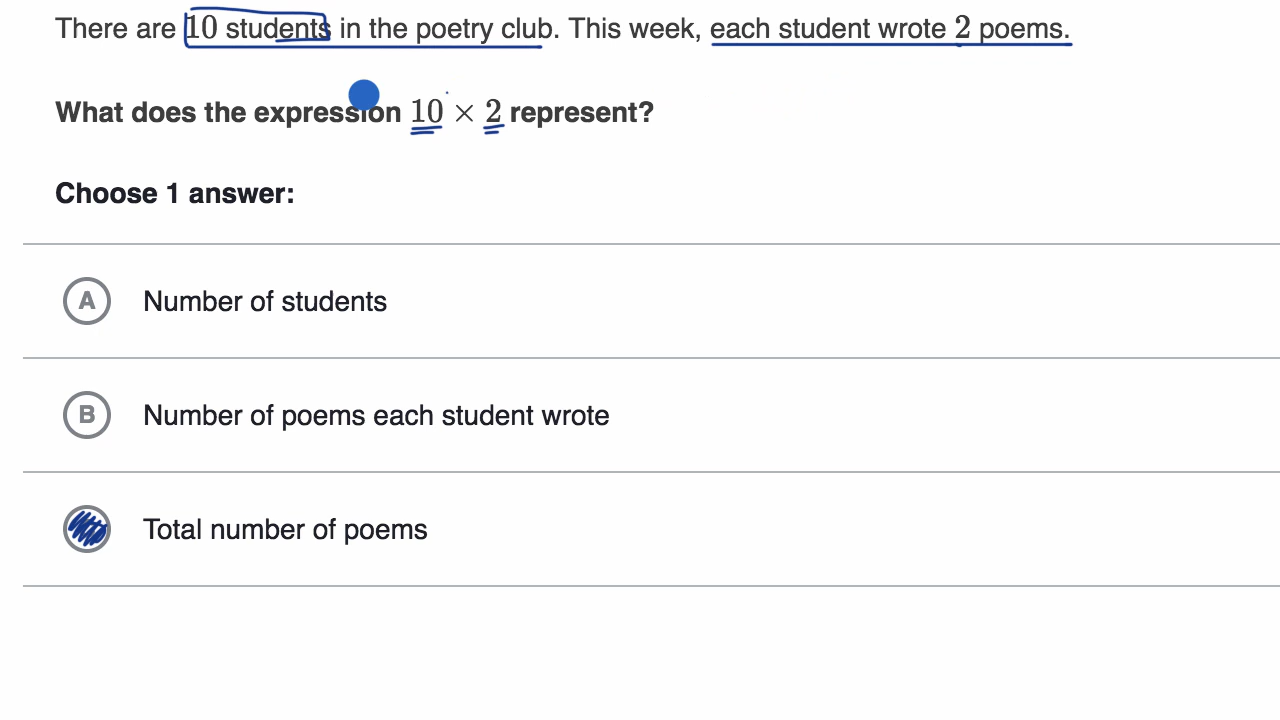 There are 10 students in the poetry club. This week, each student wrote 2 poems.
What does the expression 10 × 2 represent?
Choose 1 answer:
A Number of students
B Number of poems each student wrote
Total number of poems